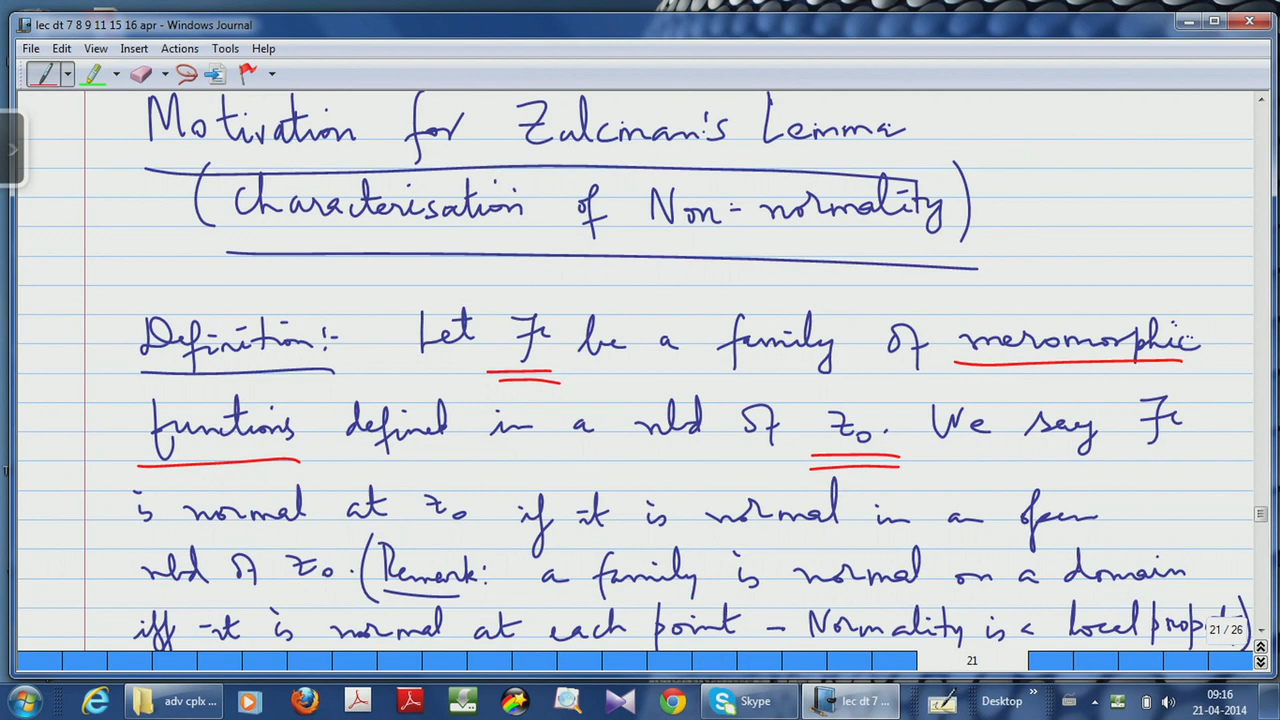 lec dt 7 8 9 11 15 16 apr - Windows Journal
File Edit View Insert Actions Tools Help
Motivation for Zalcman's Lemma
(Characterisation of Non-normality)
Definition:- Let F be a family of meromorphic
functions defined in a nbd of z₀. We say F
is normal at z₀ if it is normal in an open
nbd of z₀. (Remark: a family is normal on a domain
iff it is normal at each point - Normality is a local
21 / 26
21
adv cplx ...
Skype
lec dt 7 ...
Desktop
09:16
21-04-2014